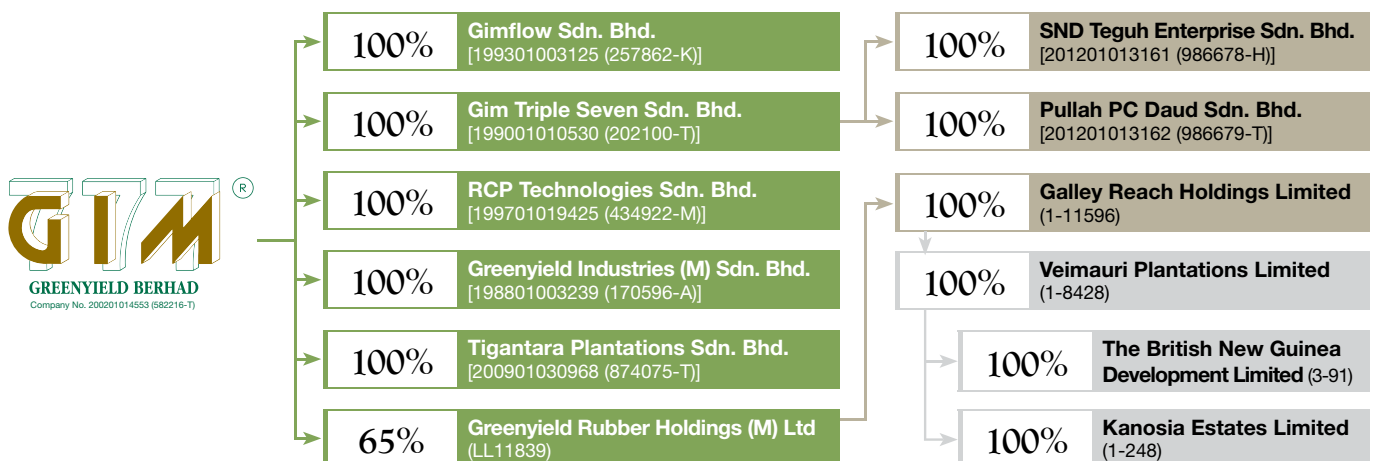 777
GIM
®
GREENYIELD BERHAD
Company No. 200201014553 (582216-T)
100%
Gimflow Sdn. Bhd.
[199301003125 (257862-K)]
100%
Gim Triple Seven Sdn. Bhd.
[199001010530 (202100-T)]
100%
RCP Technologies Sdn. Bhd.
[199701019425 (434922-M)]
100%
Greenyield Industries (M) Sdn. Bhd.
[198801003239 (170596-A)]
100%
Tigantara Plantations Sdn. Bhd.
[200901030968 (874075-T)]
65%
Greenyield Rubber Holdings (M) Ltd
(LL11839)
100%
SND Teguh Enterprise Sdn. Bhd.
[201201013161 (986678-H)]
100%
Pullah PC Daud Sdn. Bhd.
[201201013162 (986679-T)]
100%
Galley Reach Holdings Limited
(1-11596)
100%
Veimauri Plantations Limited
(1-8428)
100%
The British New Guinea
Development Limited (3-91)
100%
Kanosia Estates Limited
(1-248)